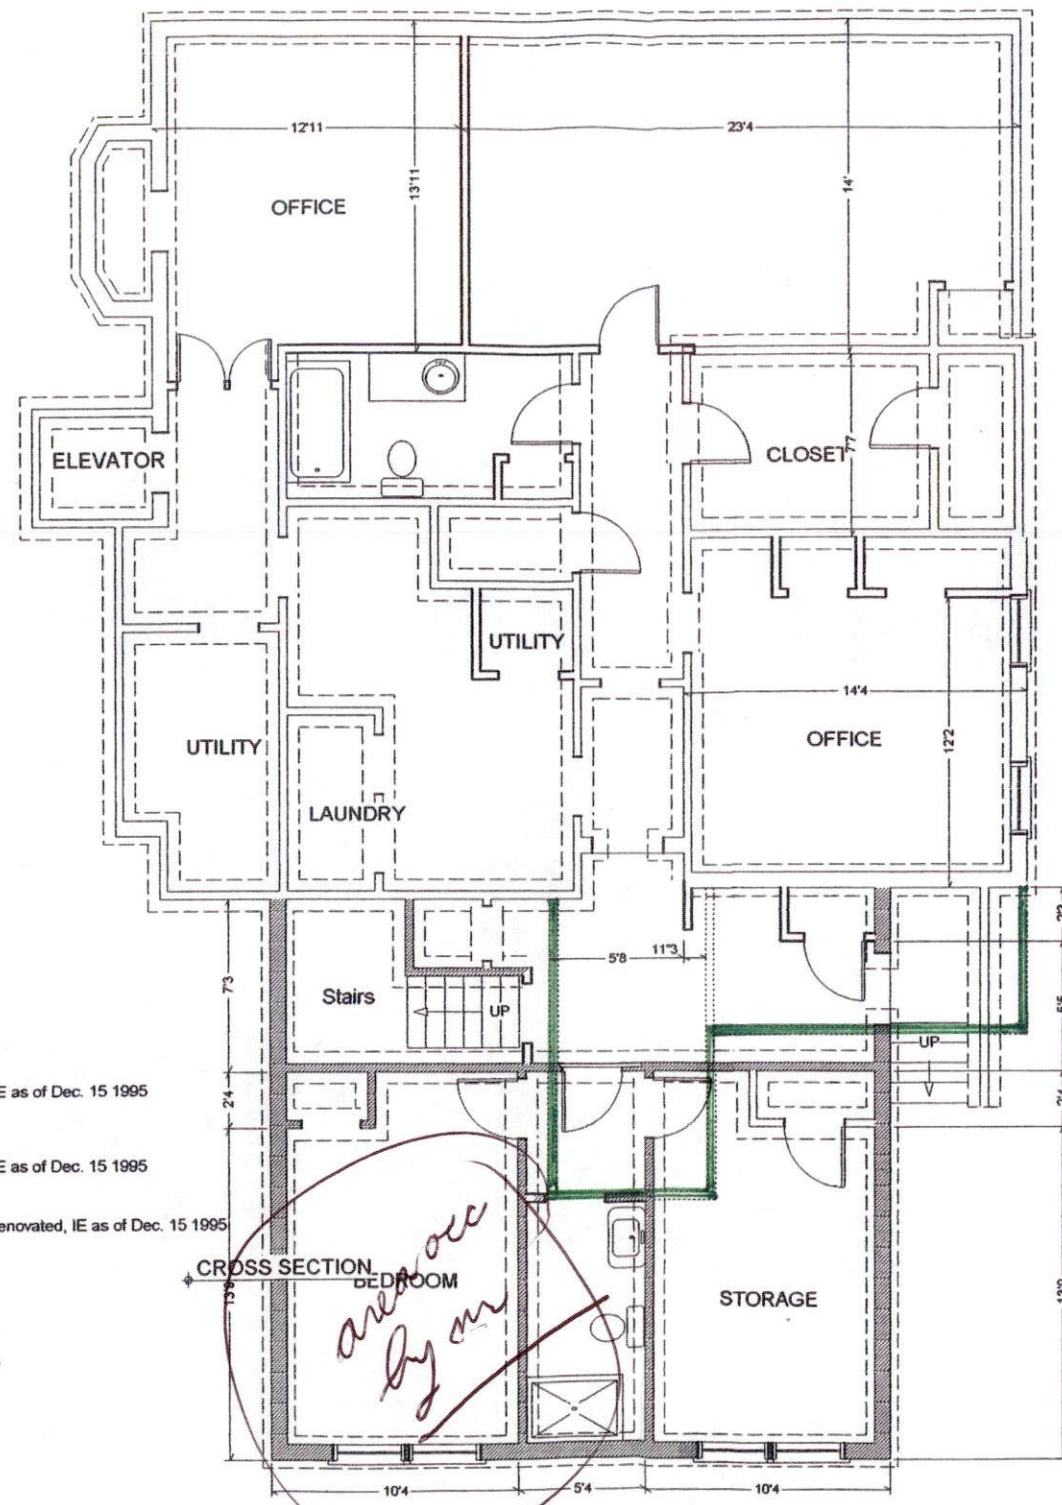 12'11
23'4
13'11
14'
OFFICE
ELEVATOR
CLOSET
7'7
UTILITY
14'4
UTILITY
OFFICE
12'2
LAUNDRY
5'8
11"3
7'3
Stairs
UP
UP
E as of Dec. 15 1995
2'4
E as of Dec. 15 1995
enovated, IE as of Dec. 15 1995
CROSS SECTION
BEDROOM
area occ
by
STORAGE
10'4
5'4
10'4